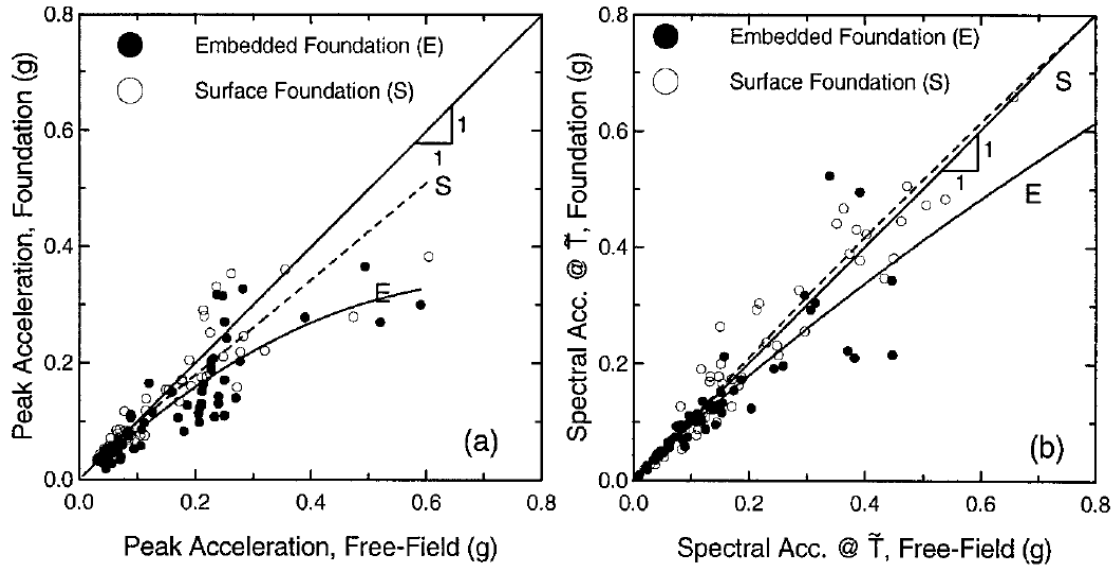 0.8
Embedded Foundation (E)
Surface Foundation (S)
0.6
1
1
S
0.4
E
0.2
(a)
0.0
0.0 0.2 0.4 0.6 0.8
Peak Acceleration, Foundation (g)
Peak Acceleration, Free-Field (g)
0.8
Embedded Foundation (E)
S
Surface Foundation (S)
0.6
1
1
E
0.4
0.2
(b)
0.0
0.0 0.2 0.4 0.6 0.8
Spectral Acc. @ T̃, Foundation (g)
Spectral Acc. @ T̃, Free-Field (g)